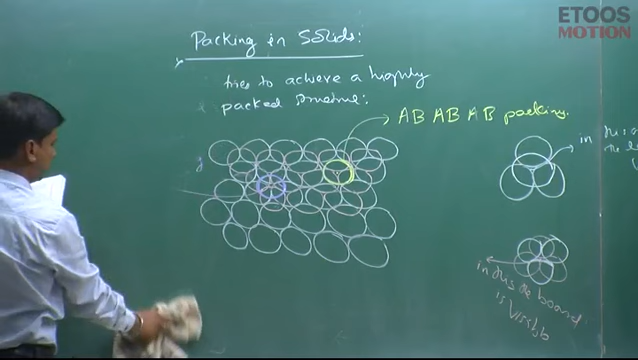 ETOOS
MOTION
Packing in Solids:
tries to achieve a highly
packed structure:
AB AB AB packing.
in this
in this the board
is visible